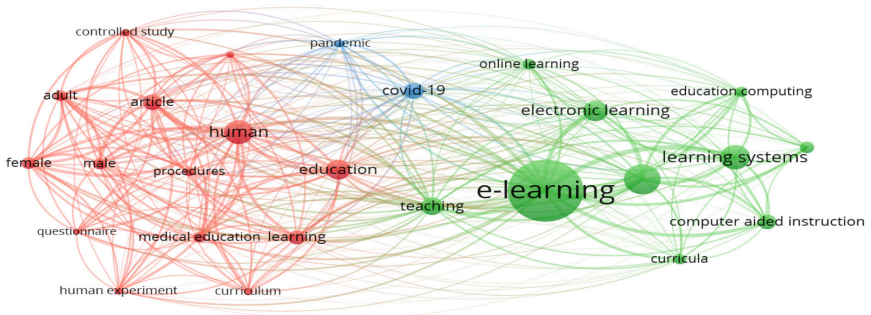 controlled study
pandemic
online learning
adult
article
covid-19
education computing
electronic learning
human
female
male
procedures
education
learning systems
e-learning
teaching
questionnaire
medical education
learning
computer aided instruction
curricula
human experiment
curriculum